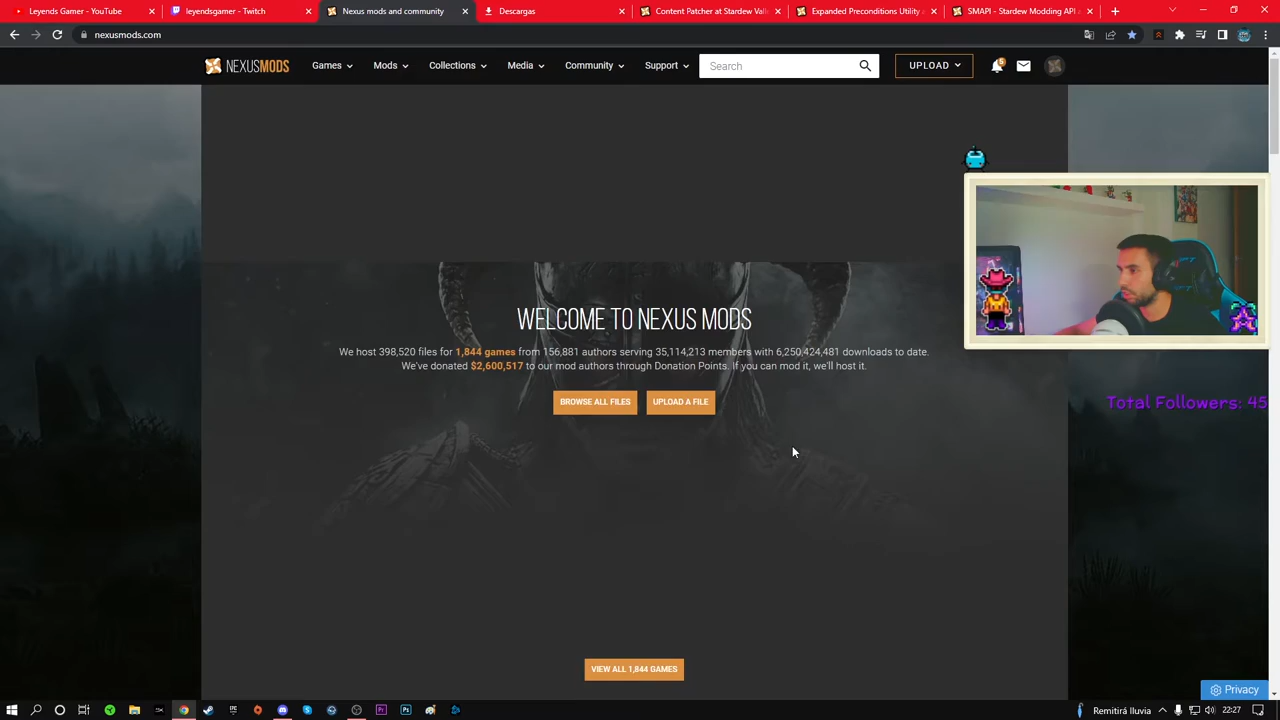 Leyends Gamer - YouTube
leyendsgamer - Twitch
Nexus mods and community
Descargas
Content Patcher at Stardew Vall
Expanded Preconditions Utility a
SMAPI - Stardew Modding API a
nexusmods.com
NEXUSMODS
Games
Mods
Collections
Media
Community
Support
Search
UPLOAD
5
WELCOME TO NEXUS MODS
We host 398,520 files for 1,844 games from 156,881 authors serving 35,114,213 members with 6,250,424,481 downloads to date.
We've donated $2,600,517 to our mod authors through Donation Points. If you can mod it, we'll host it.
BROWSE ALL FILES
UPLOAD A FILE
Total Followers: 45
VIEW ALL 1,844 GAMES
Privacy
Remitirá lluvia
22:27